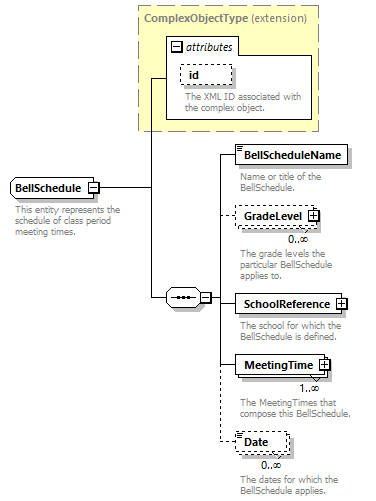 ComplexObjectType (extension)
attributes
id
The XML ID associated with
the complex object.
BellSchedule
This entity represents the
schedule of class period
meeting times.
BellScheduleName
Name or title of the
BellSchedule.
GradeLevel
0..∞
The grade levels the
particular BellSchedule
applies to.
SchoolReference
The school for which the
BellSchedule is defined.
MeetingTime
1..∞
The MeetingTimes that
compose this BellSchedule.
Date
0..∞
The dates for which the
BellSchedule applies.